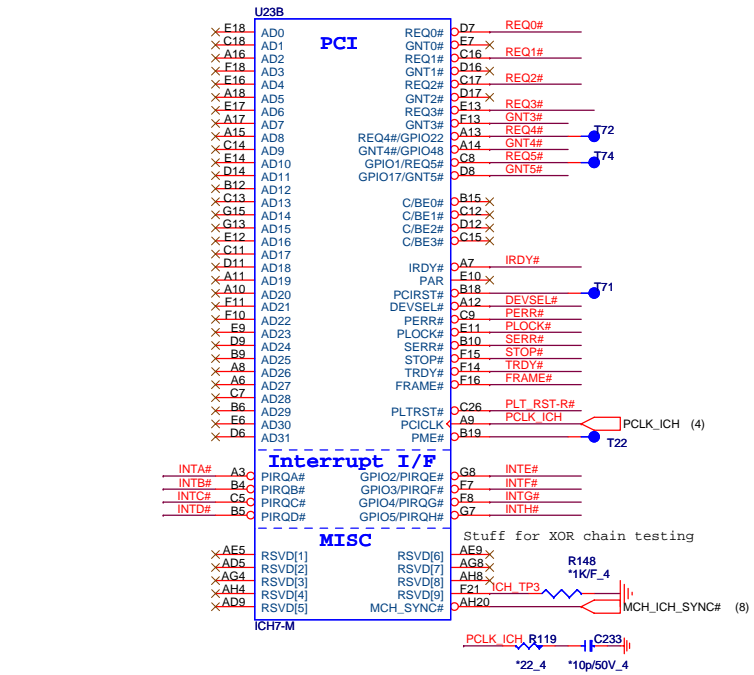 U23B
PCI
E18 AD0 REQ0# D7 REQ0#
C18 AD1 GNT0# E7
A16 AD2 REQ1# C16 REQ1#
F18 AD3 GNT1# D16
E16 AD4 REQ2# C17 REQ2#
A18 AD5 GNT2# D17
E17 AD6 REQ3# E13 REQ3#
A17 AD7 GNT3# F13 GNT3#
A15 AD8 REQ4#/GPIO22 A13 REQ4# T72
C14 AD9 GNT4#/GPIO48 A14 GNT4#
E14 AD10 GPIO1/REQ5# C8 REQ5# T74
D14 AD11 GPIO17/GNT5# D8 GNT5#
B12 AD12
C13 AD13 C/BE0# B15
G15 AD14 C/BE1# C12
G13 AD15 C/BE2# D12
E12 AD16 C/BE3# C15
C11 AD17
D11 AD18 IRDY# A7 IRDY#
A11 AD19 PAR E10
A10 AD20 PCIRST# B18 T71
F11 AD21 DEVSEL# A12 DEVSEL#
F10 AD22 PERR# C9 PERR#
E9 AD23 PLOCK# E11 PLOCK#
D9 AD24 SERR# B10 SERR#
B9 AD25 STOP# F15 STOP#
A8 AD26 TRDY# F14 TRDY#
A6 AD27 FRAME# F16 FRAME#
C7 AD28
B6 AD29 PLTRST# C26 PLT_RST-R#
E6 AD30 PCICLK A9 PCLK_ICH PCLK_ICH (4)
D6 AD31 PME# B19 T22
Interrupt I/F
INTA# A3 PIRQA# GPIO2/PIRQE# G8 INTE#
INTB# B4 PIRQB# GPIO3/PIRQF# F7 INTF#
INTC# C5 PIRQC# GPIO4/PIRQG# F8 INTG#
INTD# B5 PIRQD# GPIO5/PIRQH# G7 INTH#
MISC
Stuff for XOR chain testing
AE5 RSVD[1] RSVD[6] AE9
AD5 RSVD[2] RSVD[7] AG8
AG4 RSVD[3] RSVD[8] AH8
AH4 RSVD[4] RSVD[9] F21 ICH_TP3 R148 *1K/F_4
AD9 RSVD[5] MCH_SYNC# AH20 MCH_ICH_SYNC# (8)
ICH7-M
PCLK_ICH R119 C233
*22_4 *10p/50V_4